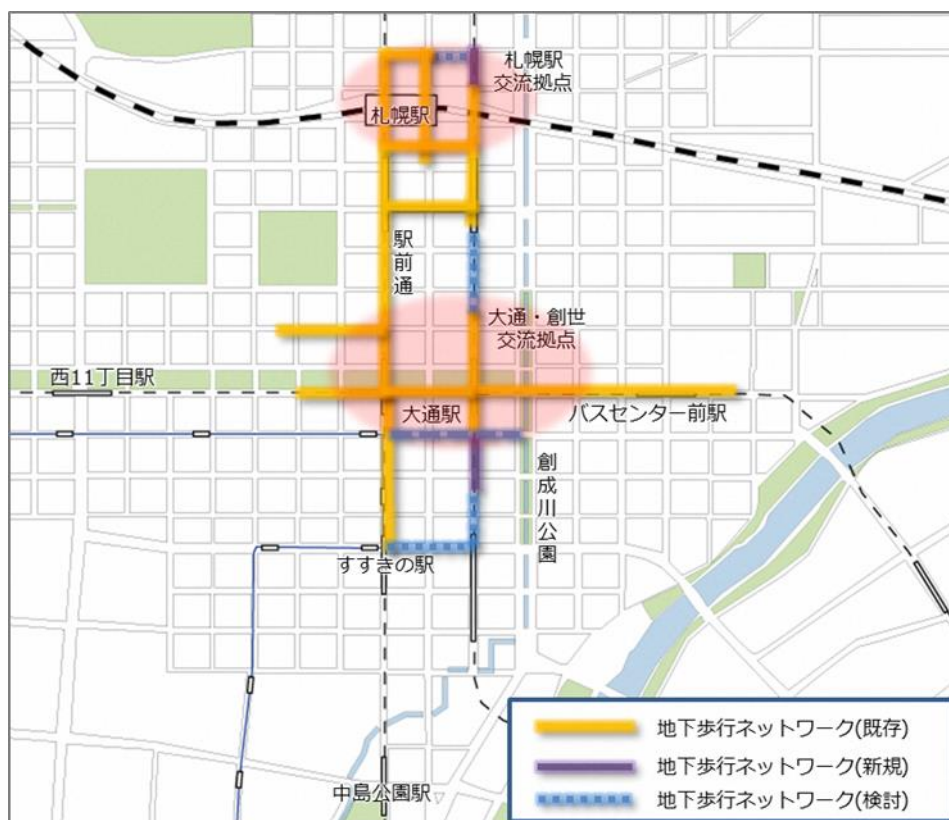 札幌駅
交流拠点
札幌駅
駅前通
大通・創世
交流拠点
西11丁目駅
大通駅
バスセンター前駅
創成川公園
すすきの駅
中島公園駅
地下歩行ネットワーク(既存)
地下歩行ネットワーク(新規)
地下歩行ネットワーク(検討)